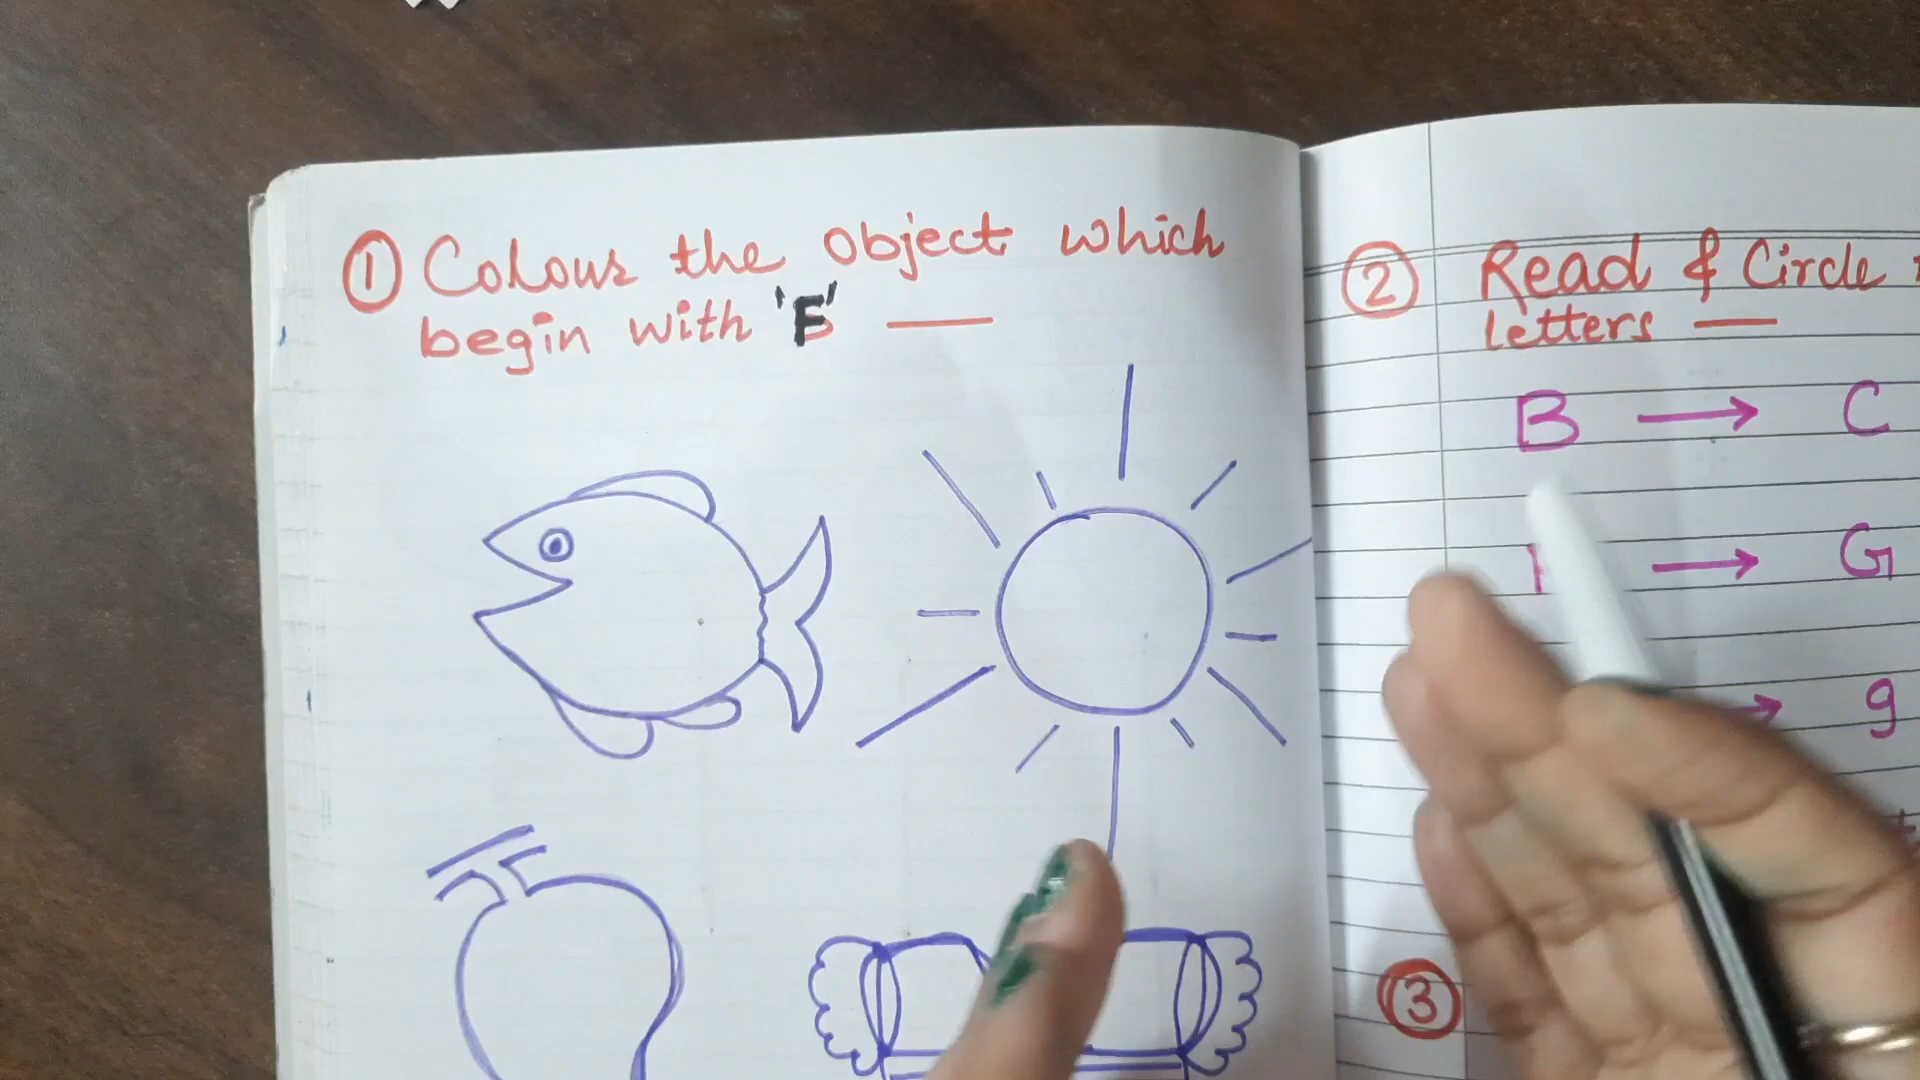 ① Colour the Object which
begin with 'F' —
② Read & Circle
letters —
B → C
→ G
→ g
③